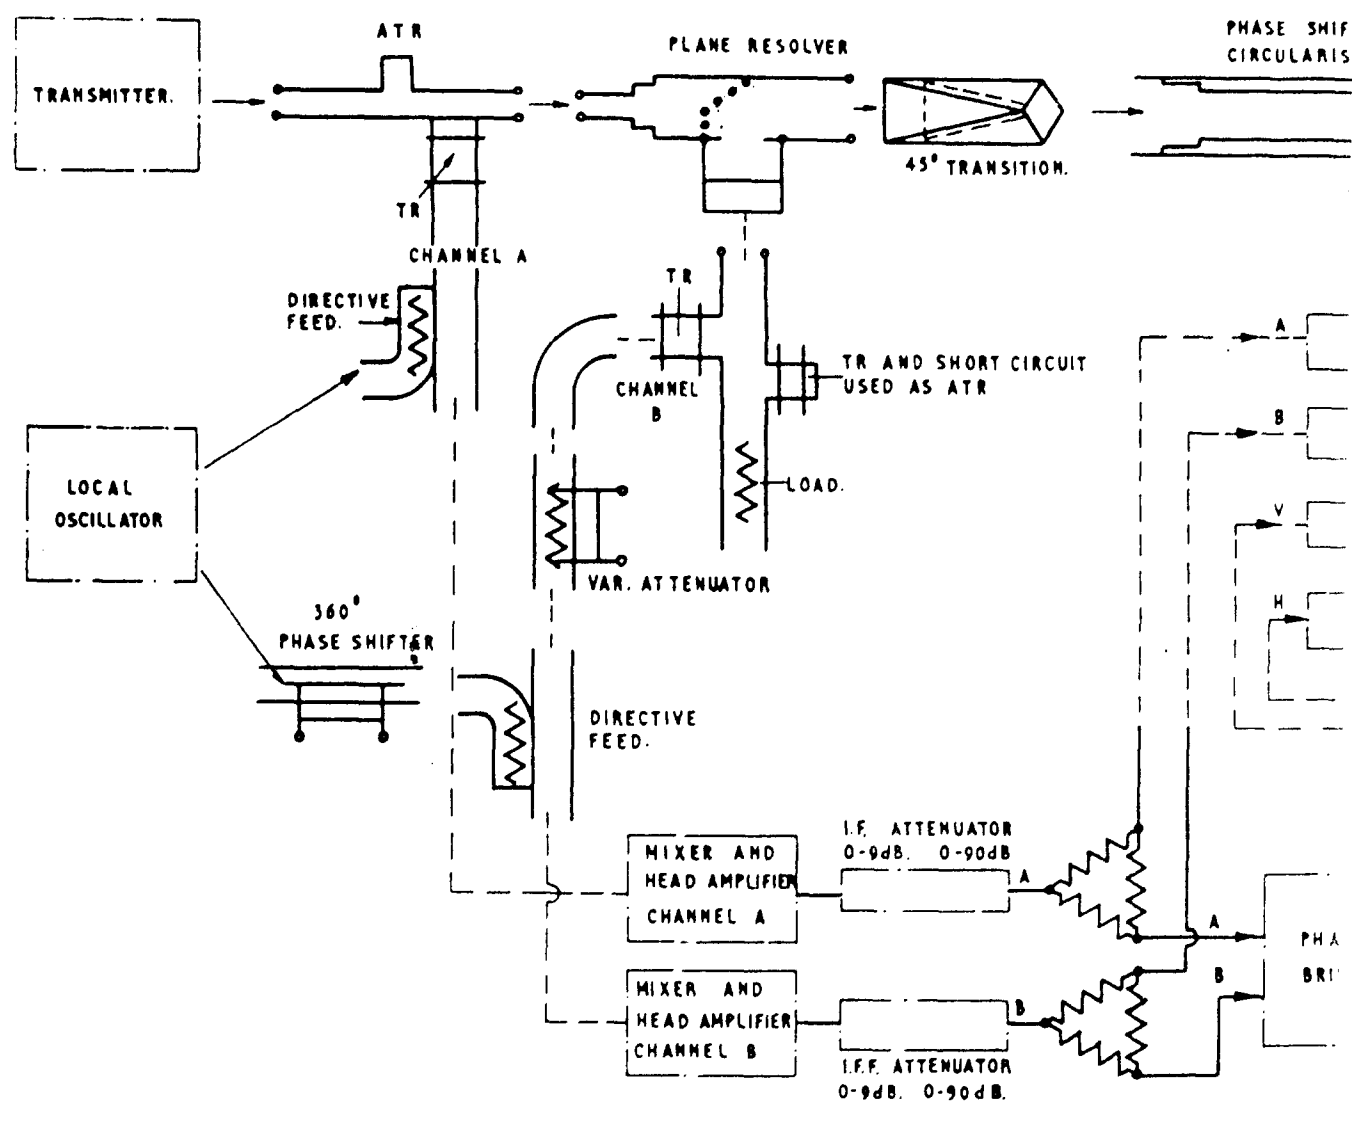 ATR
PLANE RESOLVER
PHASE SHIF
CIRCULARIS
TRANSMITTER.
45° TRANSITION.
TR
CHANNEL A
TR
DIRECTIVE
FEED.
A
TR AND SHORT CIRCUIT
USED AS ATR
CHANNEL
B
B
LOCAL
OSCILLATOR
LOAD.
V
VAR. ATTENUATOR
360°
PHASE SHIFTER
H
DIRECTIVE
FEED.
I.F. ATTENUATOR
0-9dB. 0-90dB
MIXER AND
HEAD AMPLIFIER
CHANNEL A
A
A
PHA
BRI
B
MIXER AND
HEAD AMPLIFIER
CHANNEL B
B
I.F.F. ATTENUATOR
0-9dB. 0-90dB.